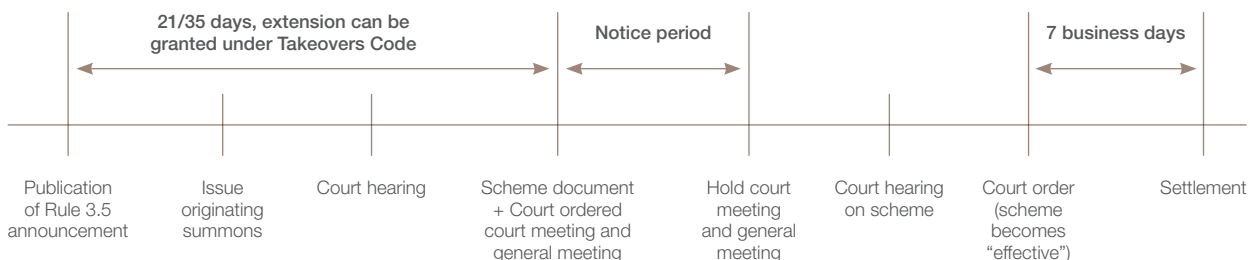 21/35 days, extension can be
granted under Takeovers Code
Notice period
7 business days
Publication
of Rule 3.5
announcement
Issue
originating
summons
Court hearing
Scheme document
+ Court ordered
court meeting and
general meeting
Hold court
meeting
and general
meeting
Court hearing
on scheme
Court order
(scheme
becomes
“effective”)
Settlement